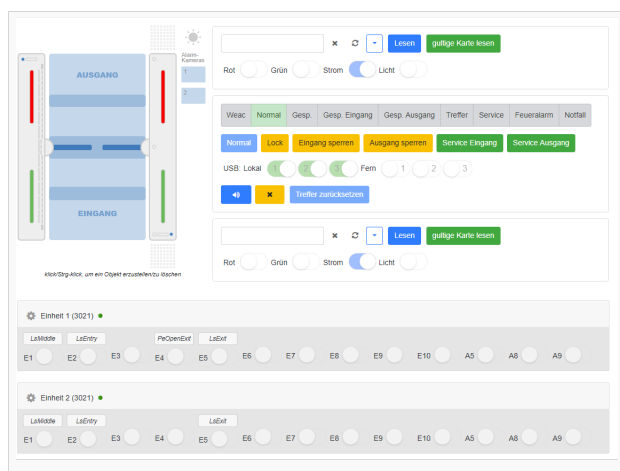 Alarm-
Kameras
AUSGANG
1
2
EINGANG
klick/Strg-klick, um ein Objekt erzustellen/zu löschen
Lesen gultige Karte lesen
Rot Grün Strom Licht
Weac Normal Gesp. Gesp. Eingang Gesp. Ausgang Treffer Service Feueralarm Notfall
Normal Lock Eingang sperren Ausgang sperren Service Eingang Service Ausgang
USB: Lokal 1 2 3 Fern 1 2 3
Treffer zurücksetzen
Lesen gultige Karte lesen
Rot Grün Strom Licht
Einheit 1 (3021)
LsMiddle LsEntry PeOpenExit LsExit
E1 E2 E3 E4 E5 E6 E7 E8 E9 E10 A5 A8 A9
Einheit 2 (3021)
LsMiddle LsEntry LsExit
E1 E2 E3 E4 E5 E6 E7 E8 E9 E10 A5 A8 A9